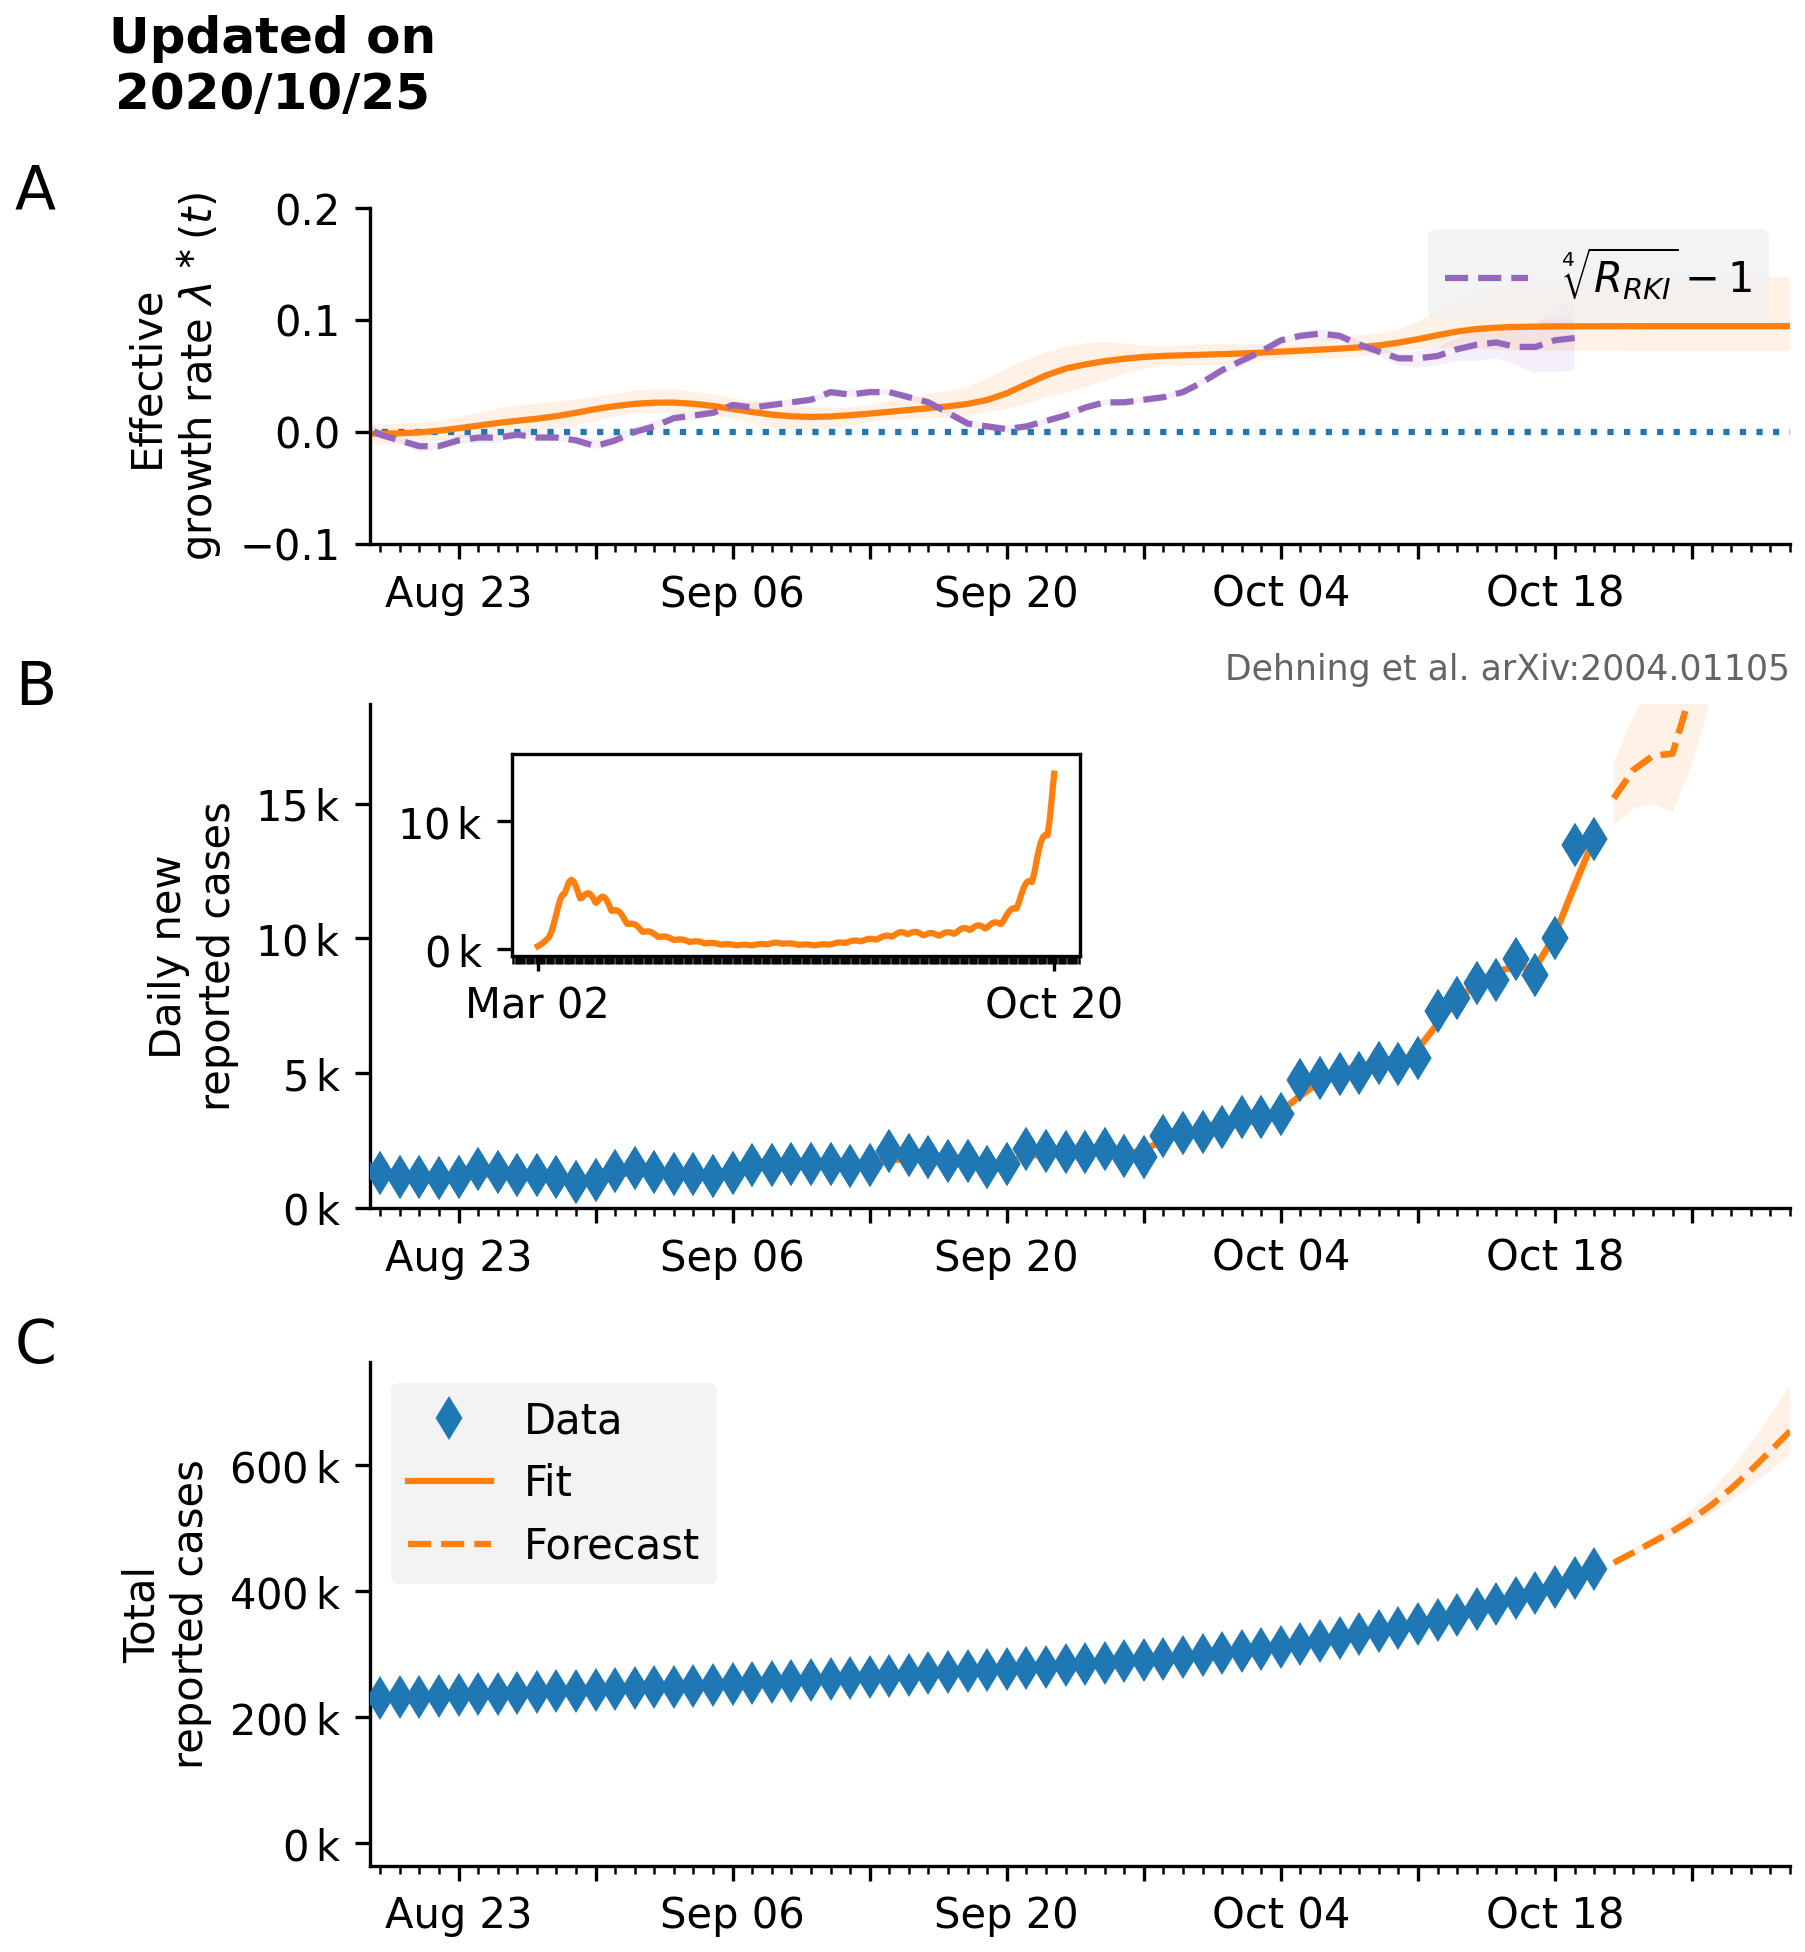 Updated on
2020/10/25
A
Effective
growth rate λ * (t)
0.2
0.1
0.0
−0.1
∜R_RKI − 1
Aug 23
Sep 06
Sep 20
Oct 04
Oct 18
Dehning et al. arXiv:2004.01105
B
Daily new
reported cases
15 k
10 k
5 k
0 k
10 k
0 k
Mar 02
Oct 20
Aug 23
Sep 06
Sep 20
Oct 04
Oct 18
C
Total
reported cases
600 k
400 k
200 k
0 k
Data
Fit
Forecast
Aug 23
Sep 06
Sep 20
Oct 04
Oct 18